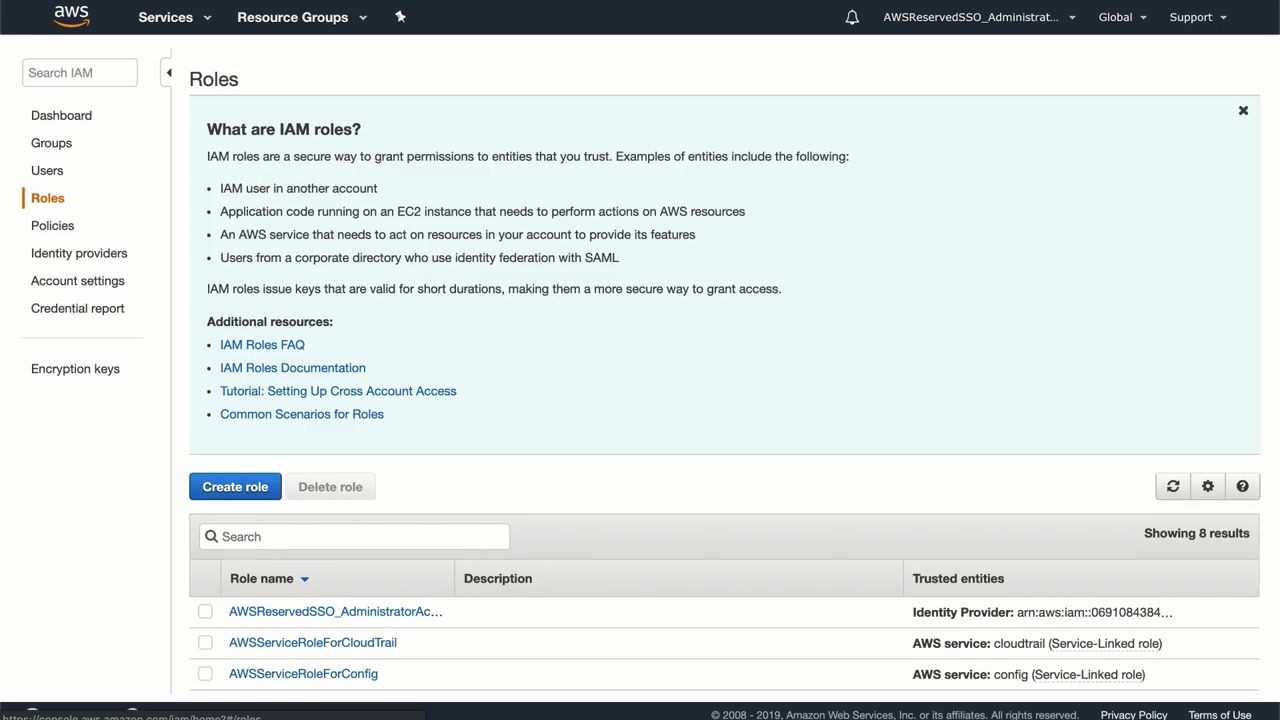 aws Services Resource Groups AWSReservedSSO_Administrat... Global Support
Search IAM
Dashboard
Groups
Users
Roles
Policies
Identity providers
Account settings
Credential report
Encryption keys
Roles
What are IAM roles?
IAM roles are a secure way to grant permissions to entities that you trust. Examples of entities include the following:
• IAM user in another account
• Application code running on an EC2 instance that needs to perform actions on AWS resources
• An AWS service that needs to act on resources in your account to provide its features
• Users from a corporate directory who use identity federation with SAML
IAM roles issue keys that are valid for short durations, making them a more secure way to grant access.
Additional resources:
• IAM Roles FAQ
• IAM Roles Documentation
• Tutorial: Setting Up Cross Account Access
• Common Scenarios for Roles
Create role Delete role
Search Showing 8 results
Role name Description Trusted entities
AWSReservedSSO_AdministratorAc... Identity Provider: arn:aws:iam::0691084384...
AWSServiceRoleForCloudTrail AWS service: cloudtrail (Service-Linked role)
AWSServiceRoleForConfig AWS service: config (Service-Linked role)
https://console.aws.amazon.com/iam/home?#/roles © 2008 - 2019, Amazon Web Services, Inc. or its affiliates. All rights reserved. Privacy Policy Terms of Use